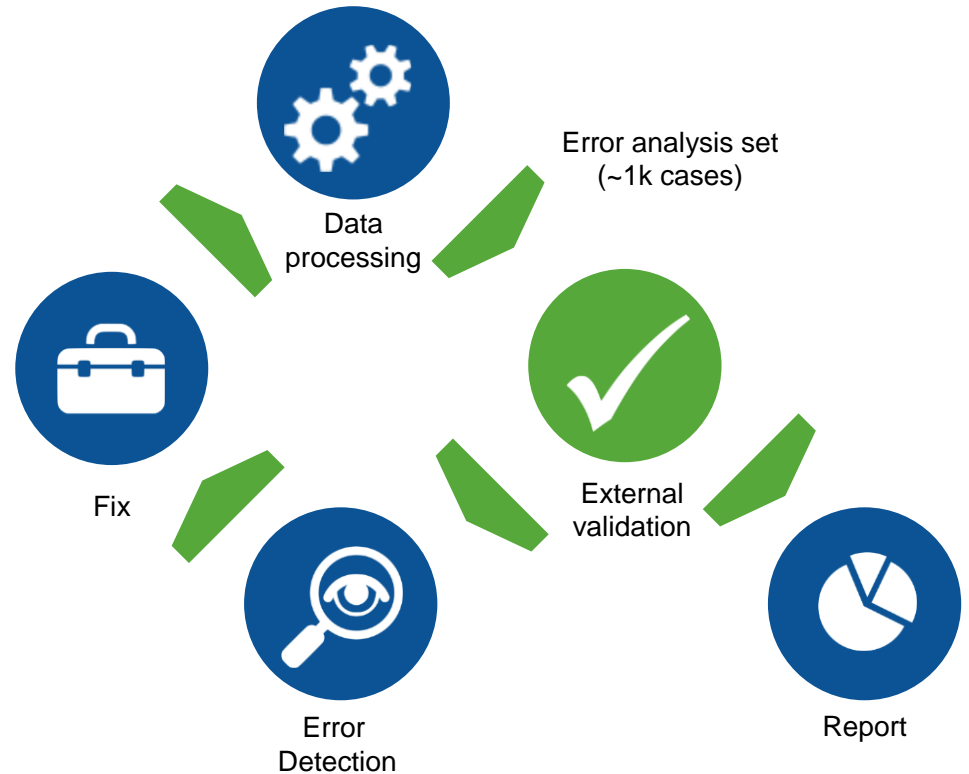 Error analysis set
(~1k cases)
Data
processing
Fix
External
validation
Error
Detection
Report